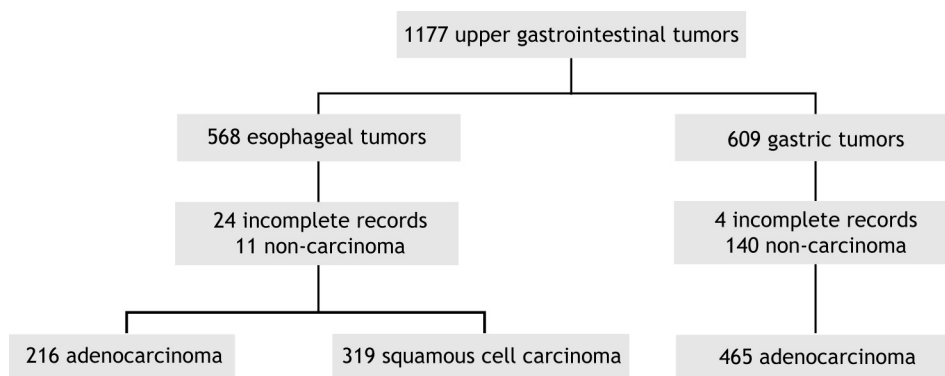 1177 upper gastrointestinal tumors
568 esophageal tumors
609 gastric tumors
24 incomplete records
11 non-carcinoma
4 incomplete records
140 non-carcinoma
216 adenocarcinoma
319 squamous cell carcinoma
465 adenocarcinoma